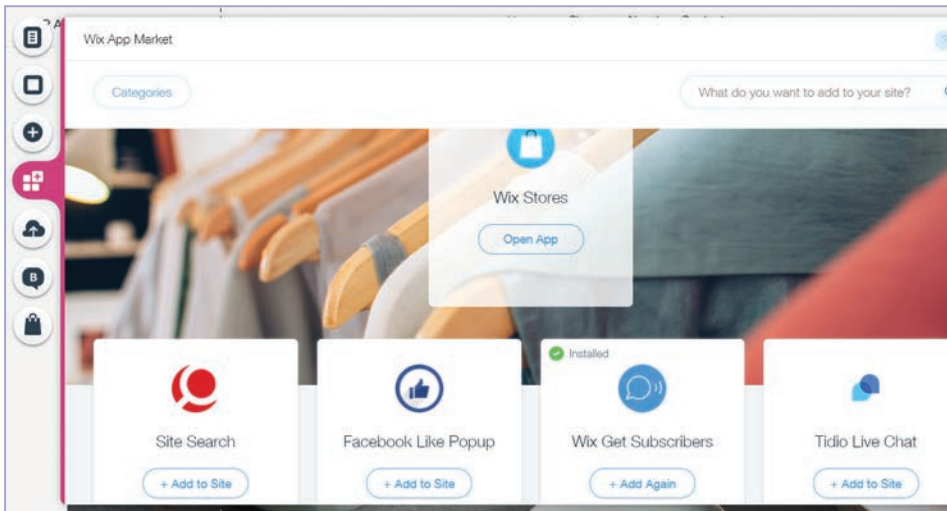 Wix App Market
Categories
What do you want to add to your site?
Wix Stores
Open App
Installed
Site Search
Facebook Like Popup
Wix Get Subscribers
Tidio Live Chat
+ Add to Site
+ Add to Site
+ Add Again
+ Add to Site
B